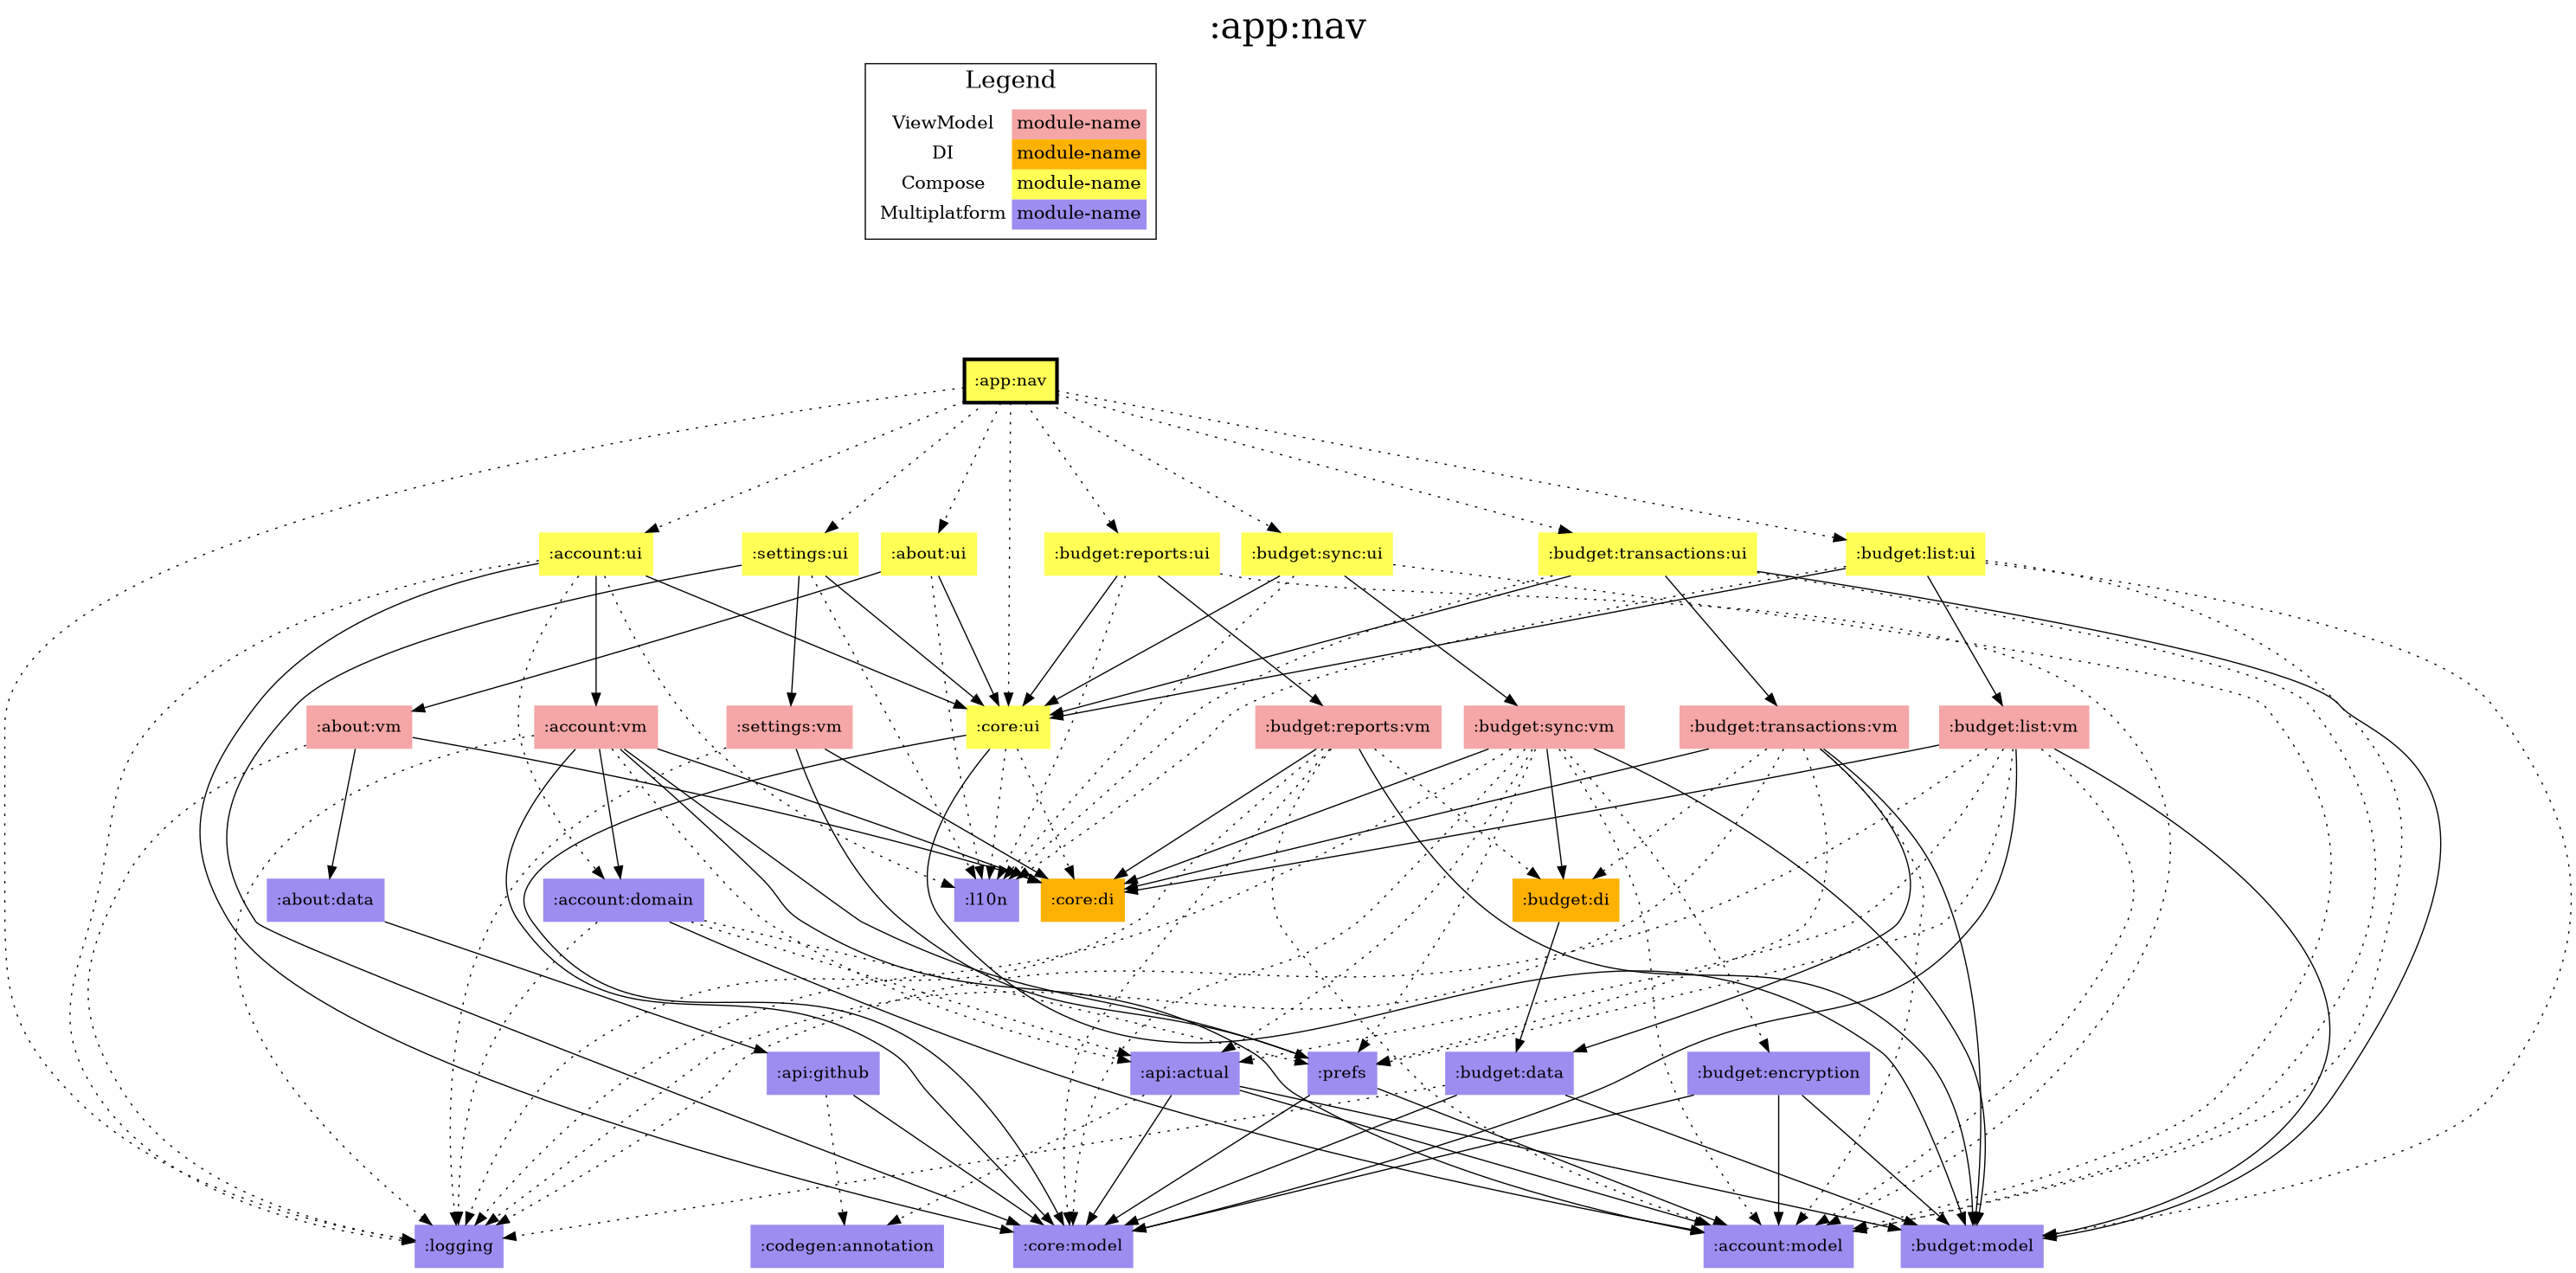 :app:nav
Legend
ViewModel module-name
DI module-name
Compose module-name
Multiplatform module-name
:app:nav
:account:ui :settings:ui :about:ui :budget:reports:ui :budget:sync:ui :budget:transactions:ui :budget:list:ui
:about:vm :account:vm :settings:vm :core:ui :budget:reports:vm :budget:sync:vm :budget:transactions:vm :budget:list:vm
:about:data :account:domain :l10n :core:di :budget:di
:api:github :api:actual :prefs :budget:data :budget:encryption
:logging :codegen:annotation :core:model :account:model :budget:model